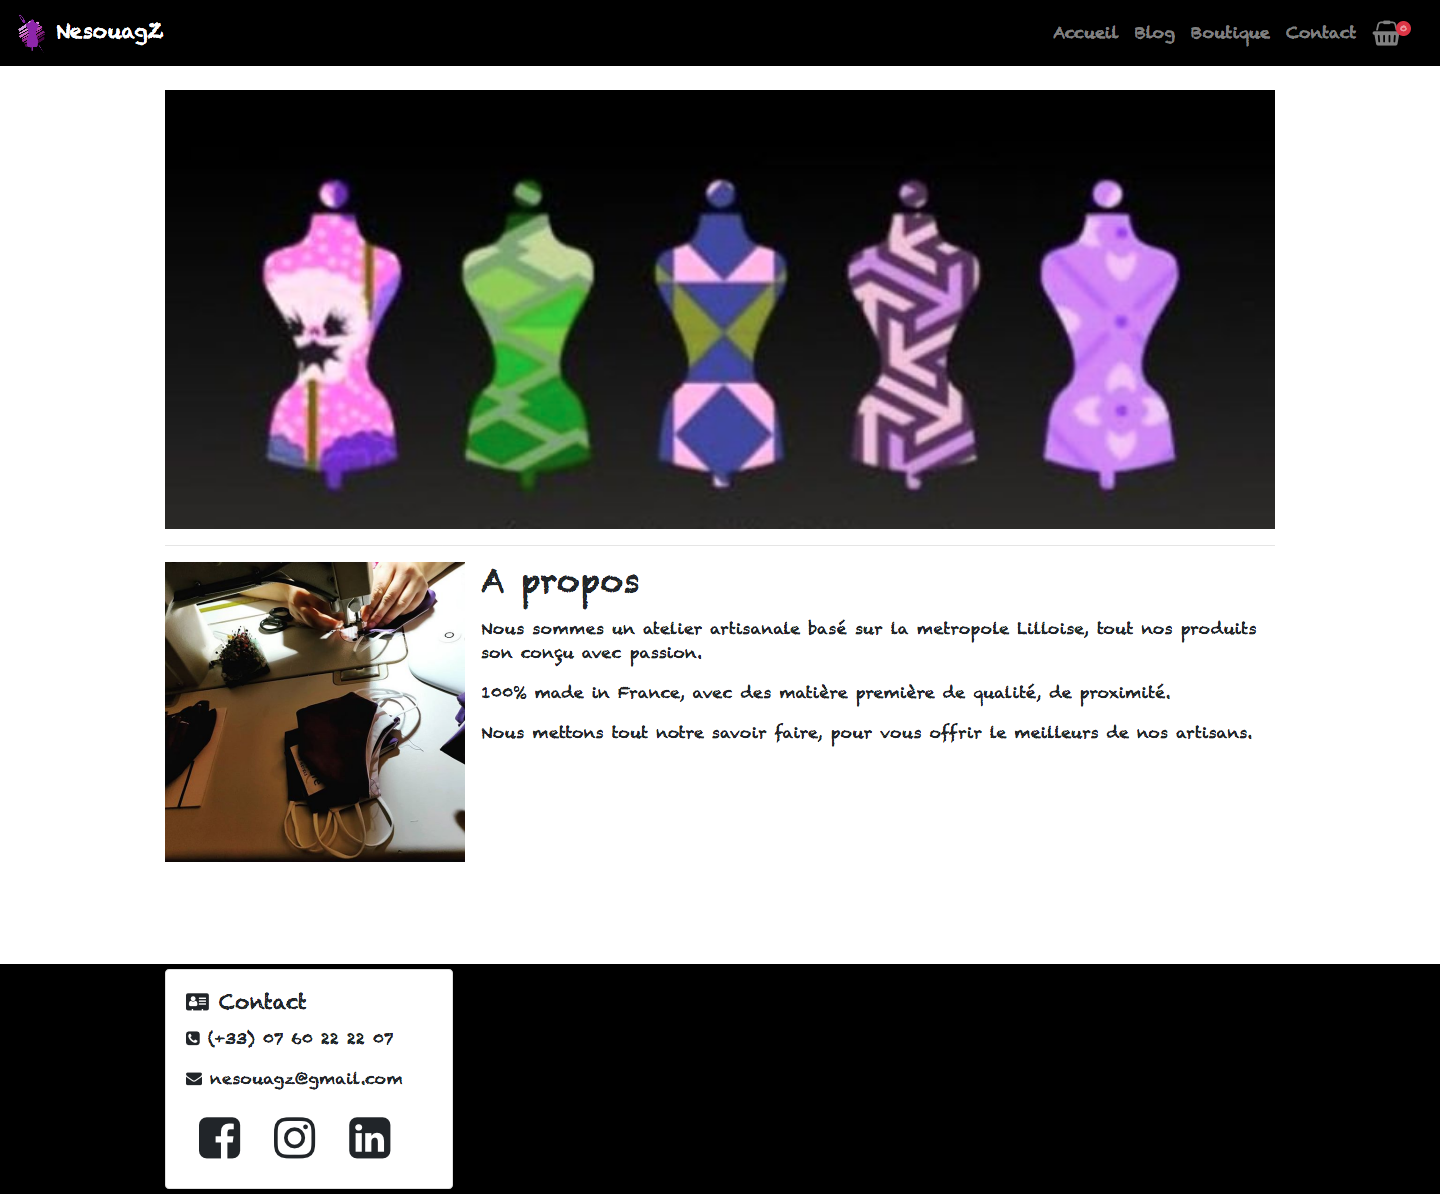 NesouagZ
Accueil Blog Boutique Contact 0
A propos
Nous sommes un atelier artisanale basé sur la metropole Lilloise, tout nos produits
son conçu avec passion.
100% made in France, avec des matière première de qualité, de proximité.
Nous mettons tout notre savoir faire, pour vous offrir le meilleurs de nos artisans.
Contact
(+33) 07 60 22 22 07
nesouagz@gmail.com